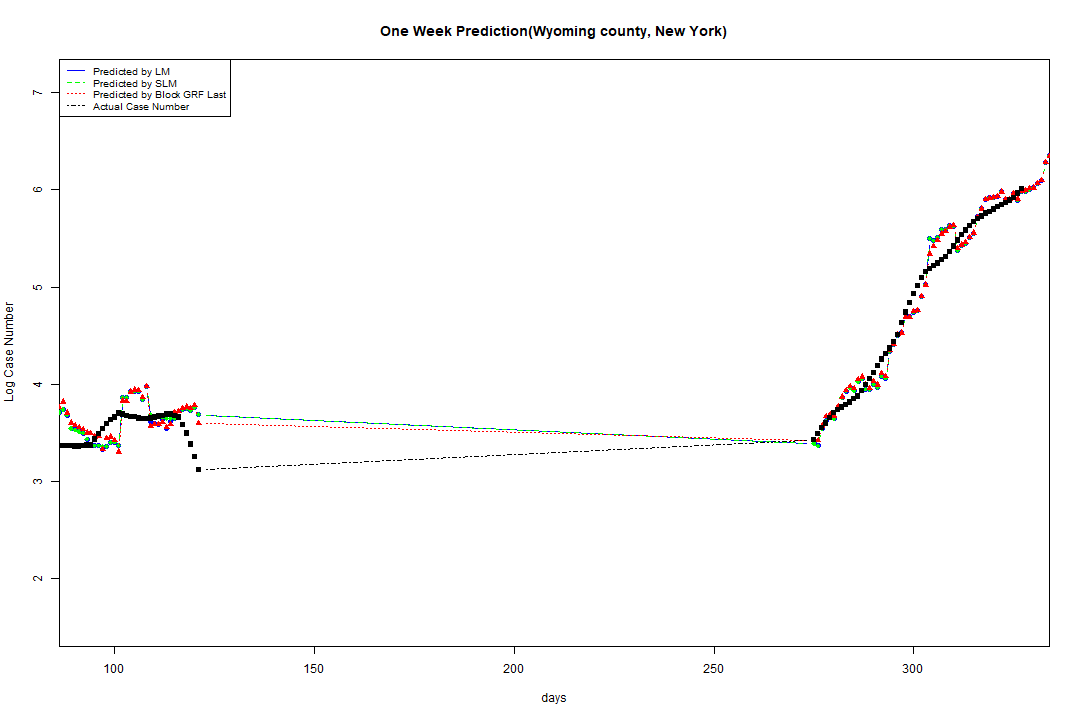 One Week Prediction(Wyoming county, New York)
Predicted by LM
Predicted by SLM
Predicted by Block GRF Last
Actual Case Number
7
6
5
4
3
2
Log Case Number
100 150 200 250 300
days